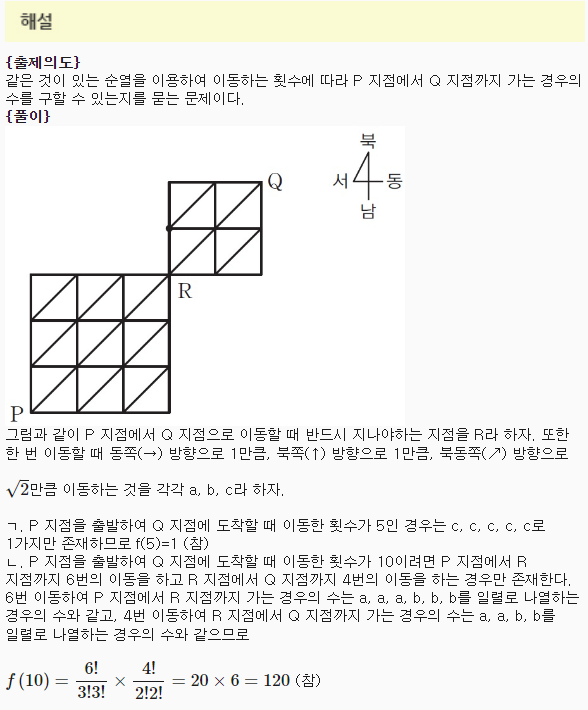 해설
{출제의도}
같은 것이 있는 순열을 이용하여 이동하는 횟수에 따라 P 지점에서 Q 지점까지 가는 경우의
수를 구할 수 있는지를 묻는 문제이다.
{풀이}
북
서 동
남
Q
R
P
그림과 같이 P 지점에서 Q 지점으로 이동할 때 반드시 지나야하는 지점을 R라 하자. 또한
한 번 이동할 때 동쪽(→) 방향으로 1만큼, 북쪽(↑) 방향으로 1만큼, 북동쪽(↗) 방향으로
√2만큼 이동하는 것을 각각 a, b, c라 하자.
ㄱ. P 지점을 출발하여 Q 지점에 도착할 때 이동한 횟수가 5인 경우는 c, c, c, c, c로
1가지만 존재하므로 f(5)=1 (참)
ㄴ. P 지점을 출발하여 Q 지점에 도착할 때 이동한 횟수가 10이려면 P 지점에서 R
지점까지 6번의 이동을 하고 R 지점에서 Q 지점까지 4번의 이동을 하는 경우만 존재한다.
6번 이동하여 P 지점에서 R 지점까지 가는 경우의 수는 a, a, a, b, b, b를 일렬로 나열하는
경우의 수와 같고, 4번 이동하여 R 지점에서 Q 지점까지 가는 경우의 수는 a, a, b, b를
일렬로 나열하는 경우의 수와 같으므로
f(10) = 6!/3!3! × 4!/2!2! = 20 × 6 = 120 (참)